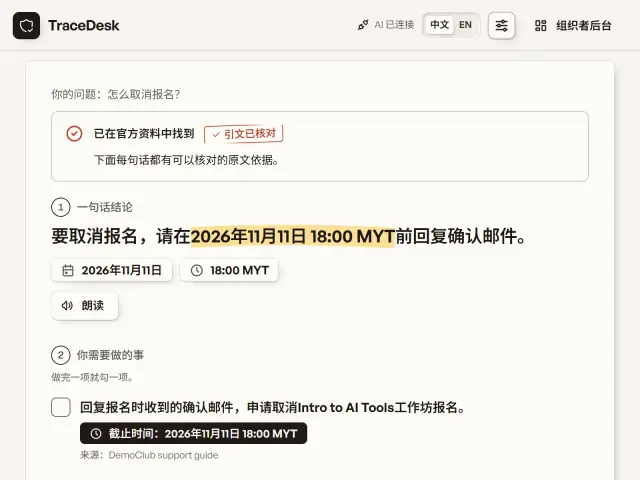 TraceDesk
AI 已连接
中文 EN
组织者后台
你的问题：怎么取消报名？
已在官方资料中找到
引文已核对
下面每句话都有可以核对的原文依据。
1 一句话结论
要取消报名，请在2026年11月11日 18:00 MYT前回复确认邮件。
2026年11月11日
18:00 MYT
朗读
2 你需要做的事
做完一项就勾一项。
回复报名时收到的确认邮件，申请取消Intro to AI Tools工作坊报名。
截止时间：2026年11月11日 18:00 MYT
来源：DemoClub support guide